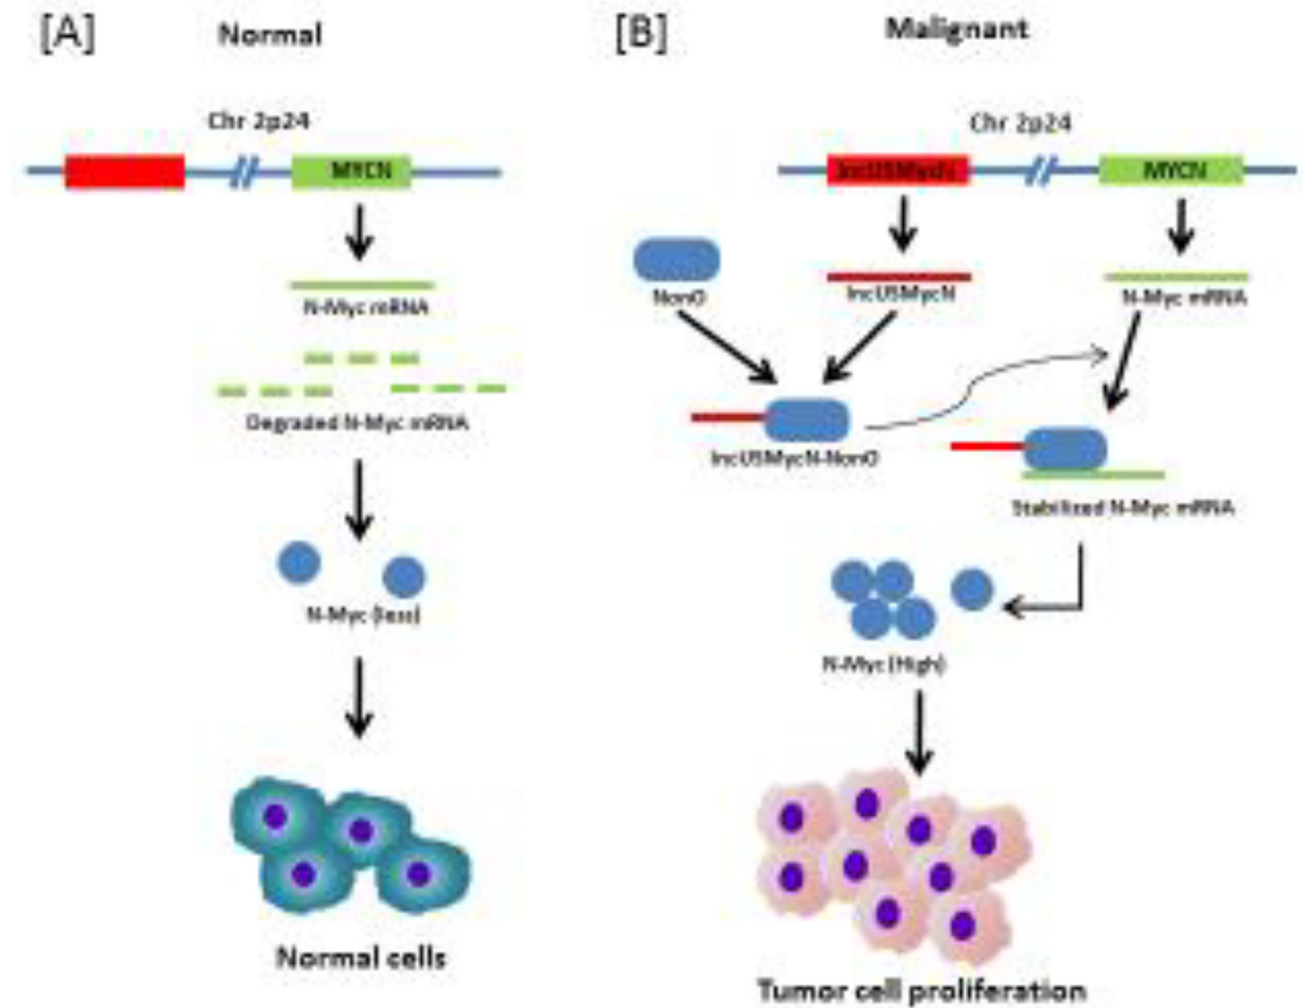 [A]
Normal
Chr 2p24
MYCN
N-Myc mRNA
Degraded N-Myc mRNA
N-Myc (less)
Normal cells
[B]
Malignant
Chr 2p24
lncUSMycN
MYCN
NonO
lncUSMycN
N-Myc mRNA
lncUSMycN-NonO
Stabilized N-Myc mRNA
N-Myc (High)
Tumor cell proliferation